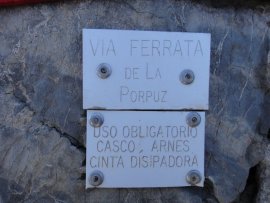 VIA FERRATA
DE LA
PORPUZ
USO OBLIGATORIO
CASCO, ARNES
CINTA DISIPADORA